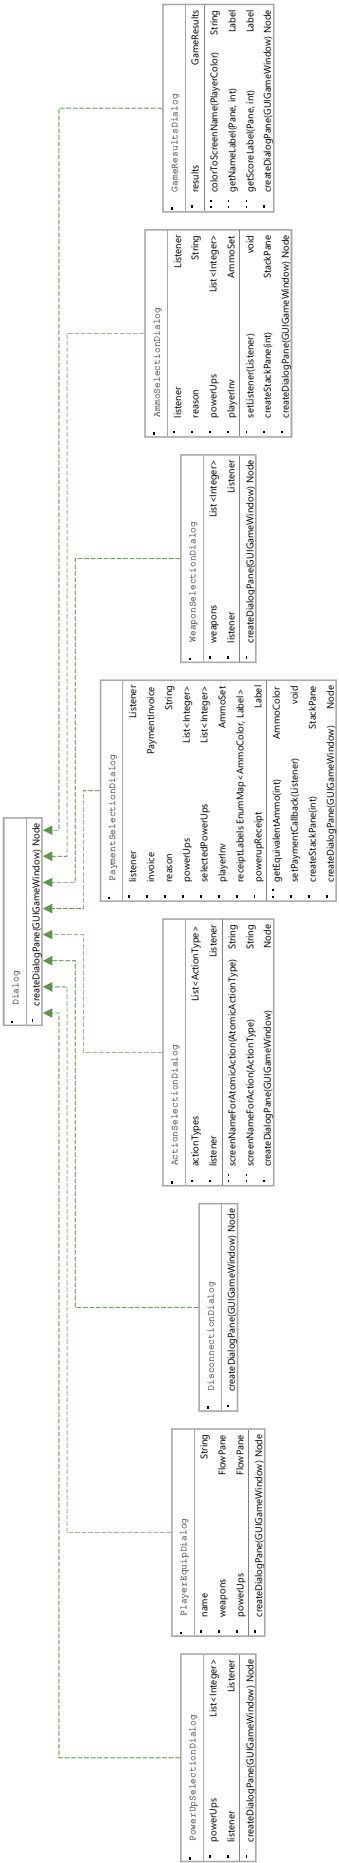 Dialog
createDialogPane(GUIGameWindow) Node
PowerUpSelectionDialog
powerUps List<Integer>
listener Listener
createDialogPane(GUIGameWindow) Node
PlayerEquipDialog
name String
weapons FlowPane
powerUps FlowPane
createDialogPane(GUIGameWindow) Node
DisconnectionDialog
createDialogPane(GUIGameWindow) Node
ActionSelectionDialog
actionTypes List<ActionType>
listener Listener
screenNameForAtomicAction(AtomicActionType) String
screenNameForAction(ActionType) String
createDialogPane(GUIGameWindow) Node
PaymentSelectionDialog
listener Listener
invoice PaymentInvoice
reason String
powerUps List<Integer>
selectedPowerUps List<Integer>
playerInv AmmoSet
receiptLabels EnumMap<AmmoColor, Label>
powerupReceipt Label
getEquivalentAmmo(int) AmmoColor
setPaymentCallback(Listener) void
createStackPane(int) StackPane
createDialogPane(GUIGameWindow) Node
WeaponSelectionDialog
weapons List<Integer>
listener Listener
createDialogPane(GUIGameWindow) Node
AmmoSelectionDialog
listener Listener
reason String
powerUps List<Integer>
playerInv AmmoSet
setListener(Listener) void
createStackPane(int) StackPane
createDialogPane(GUIGameWindow) Node
GameResultsDialog
results GameResults
colorToScreenName(PlayerColor) String
getNameLabel(Pane, int) Label
getScoreLabel(Pane, int) Label
createDialogPane(GUIGameWindow) Node